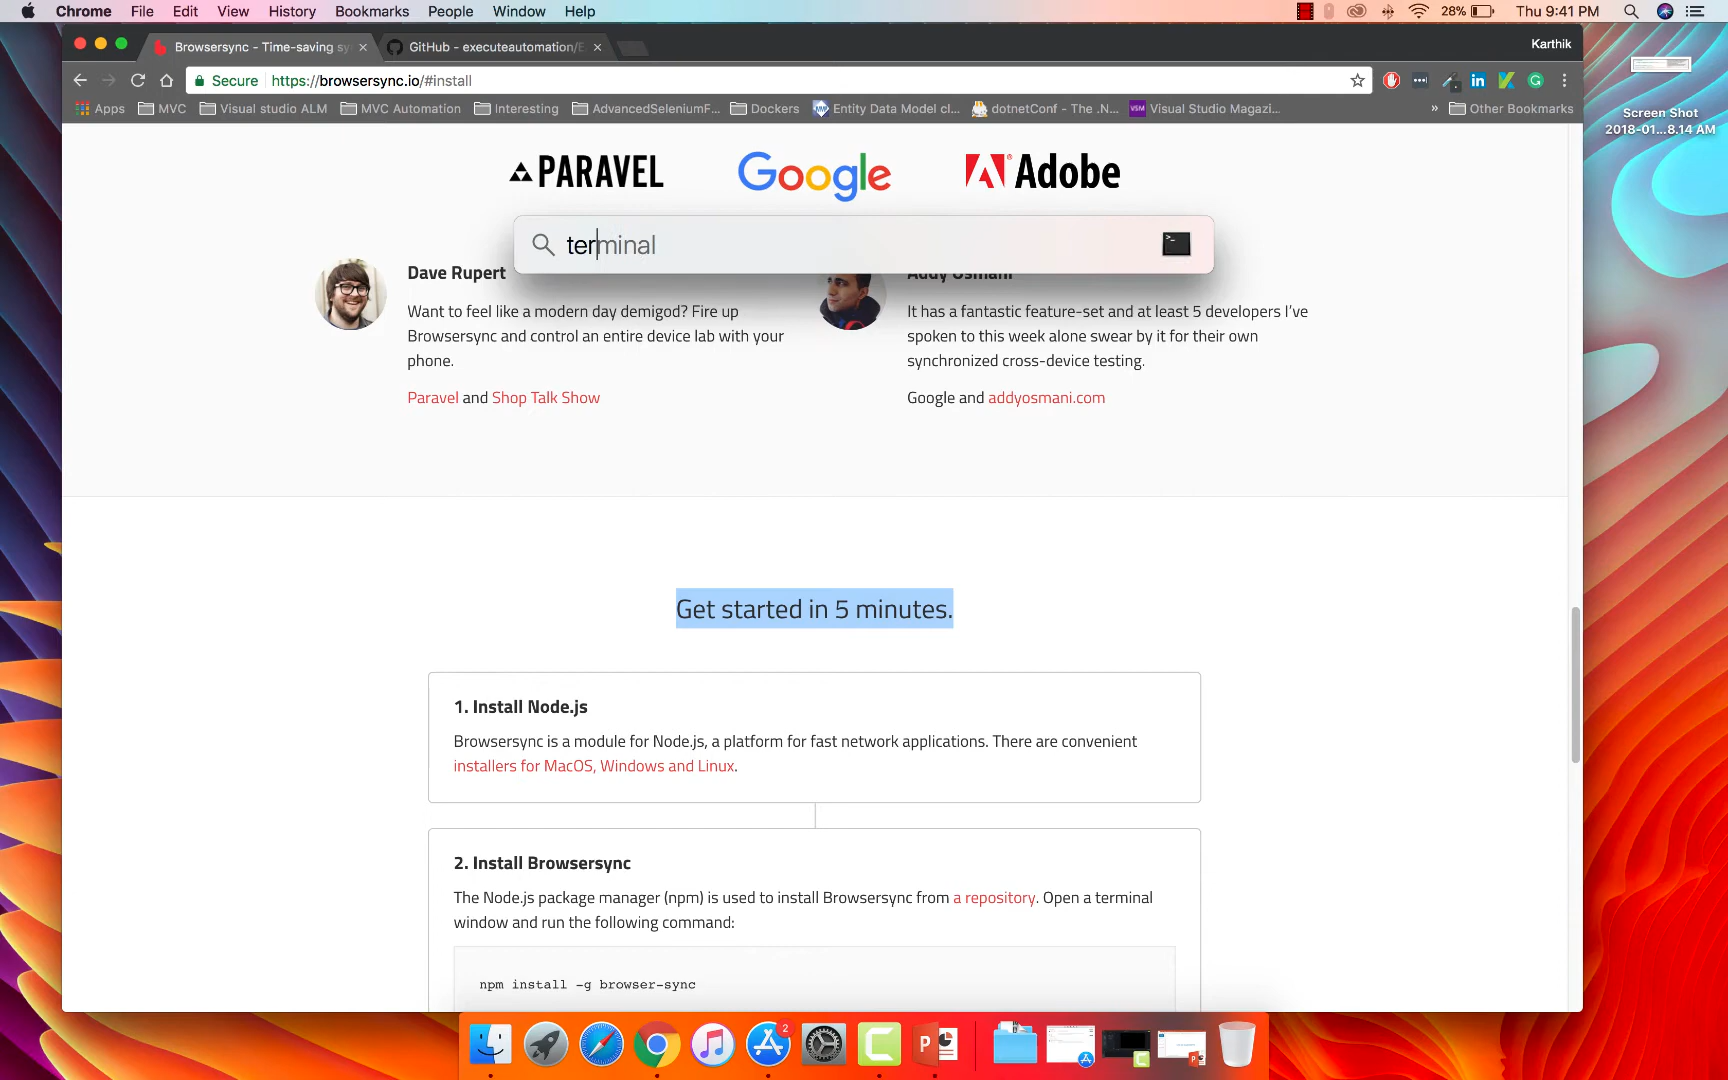 Chrome File Edit View History Bookmarks People Window Help 28% Thu 9:41 PM
Browsersync - Time-saving sy GitHub - executeautomation/E Karthik
Secure https://browsersync.io/#install
Apps MVC Visual studio ALM MVC Automation Interesting AdvancedSeleniumF... Dockers Entity Data Model cl... dotnetConf - The .N... Visual Studio Magazi... » Other Bookmarks
Screen Shot
2018-01...8.14 AM
PARAVEL Google Adobe
terminal
Dave Rupert
Want to feel like a modern day demigod? Fire up
Browsersync and control an entire device lab with your
phone.
Paravel and Shop Talk Show
Addy Osmani
It has a fantastic feature-set and at least 5 developers I've
spoken to this week alone swear by it for their own
synchronized cross-device testing.
Google and addyosmani.com
Get started in 5 minutes.
1. Install Node.js
Browsersync is a module for Node.js, a platform for fast network applications. There are convenient
installers for MacOS, Windows and Linux.
2. Install Browsersync
The Node.js package manager (npm) is used to install Browsersync from a repository. Open a terminal
window and run the following command:
npm install -g browser-sync
2